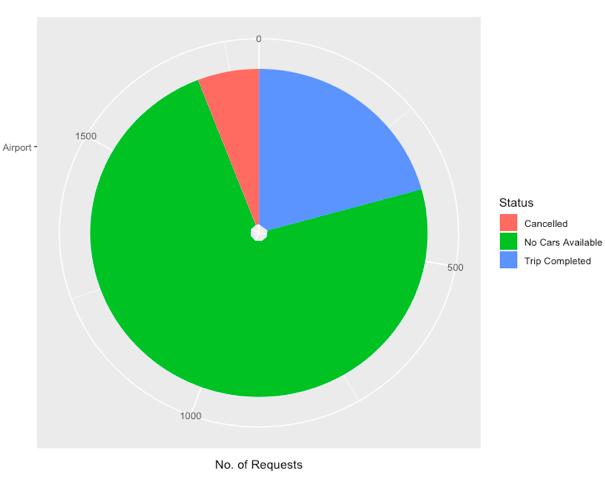 0
1500
Airport
500
1000
No. of Requests
Status
Cancelled
No Cars Available
Trip Completed